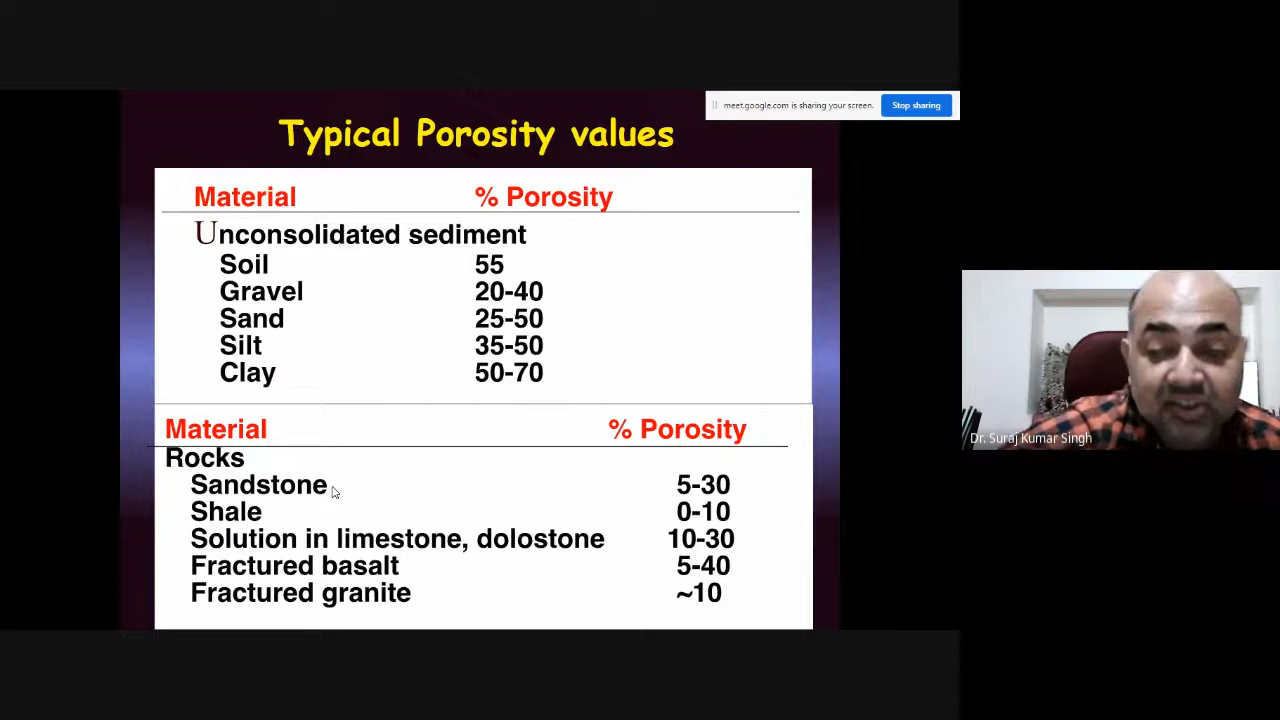 meet.google.com is sharing your screen. Stop sharing
Typical Porosity values
Material % Porosity
Unconsolidated sediment
Soil 55
Gravel 20-40
Sand 25-50
Silt 35-50
Clay 50-70
Material % Porosity
Rocks
Sandstone 5-30
Shale 0-10
Solution in limestone, dolostone 10-30
Fractured basalt 5-40
Fractured granite ~10
Dr. Suraj Kumar Singh